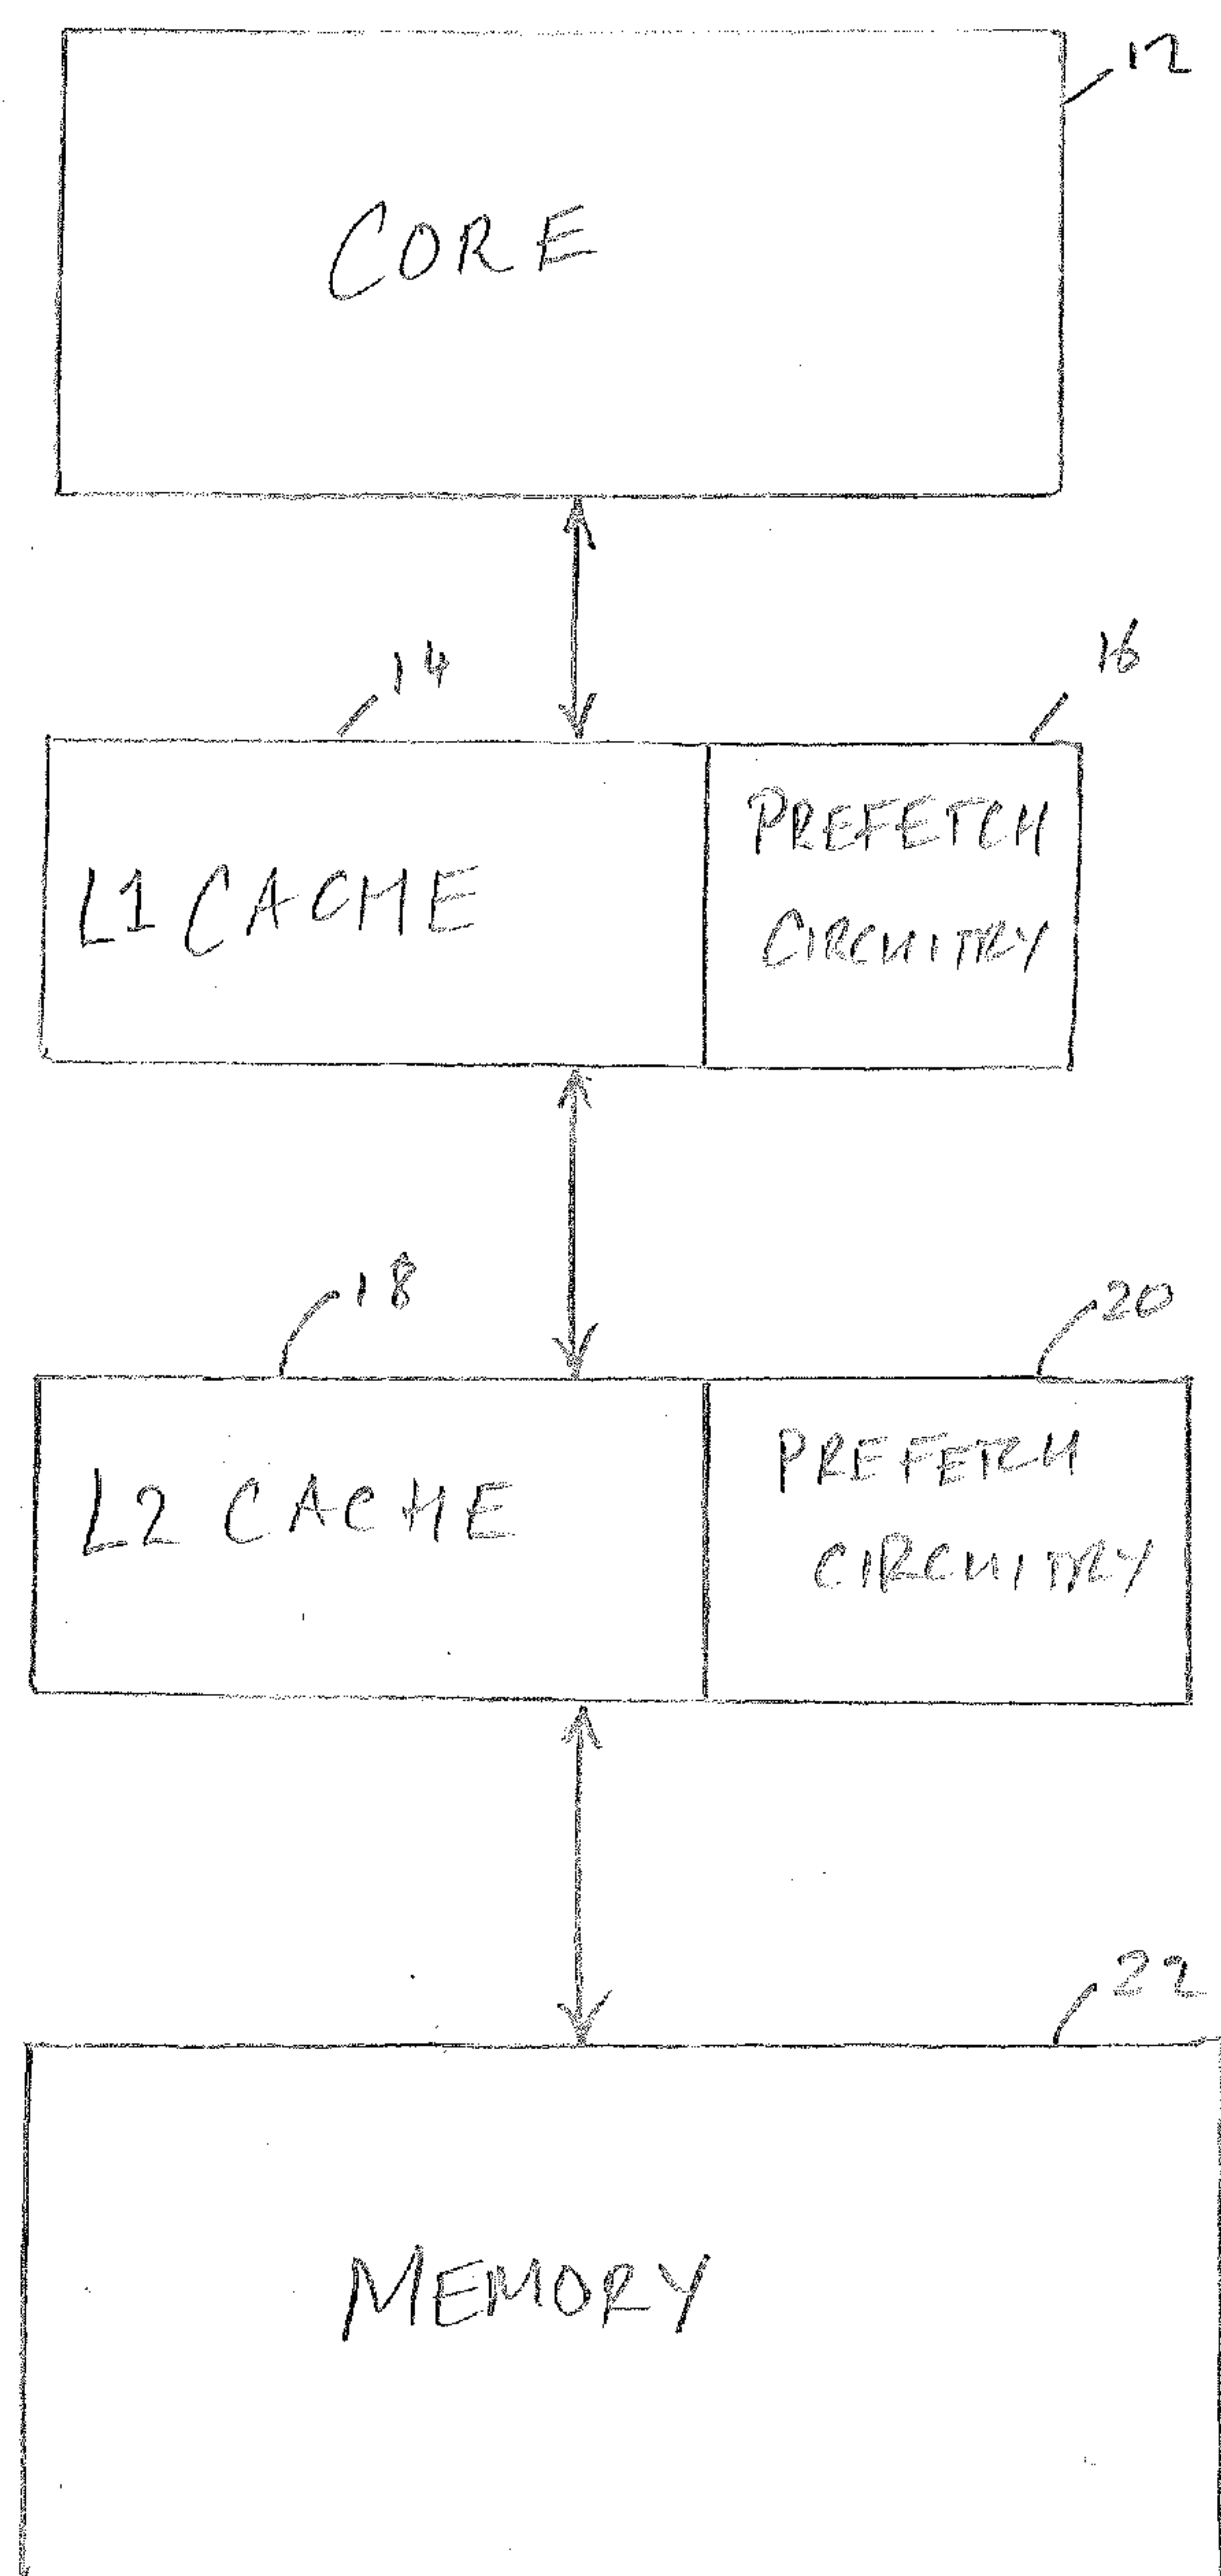 12
CORE
14
16
L1 CACHE
PREFETCH
CIRCUITRY
18
20
L2 CACHE
PREFETCH
CIRCUITRY
22
MEMORY